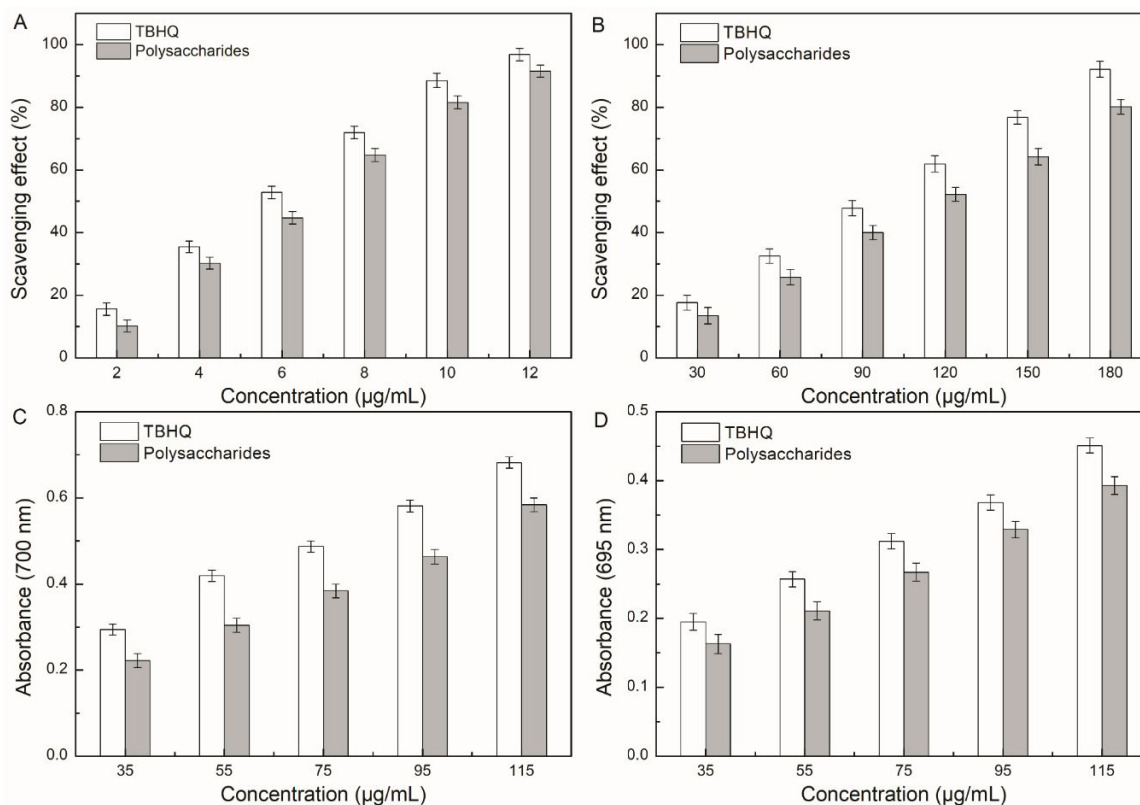 A
TBHQ
Polysaccharides
100
80
60
40
20
0
Scavenging effect (%)
2 4 6 8 10 12
Concentration (µg/mL)
B
TBHQ
Polysaccharides
100
80
60
40
20
0
Scavenging effect (%)
30 60 90 120 150 180
Concentration (µg/mL)
C
TBHQ
Polysaccharides
0.8
0.6
0.4
0.2
0.0
Absorbance (700 nm)
35 55 75 95 115
Concentration (µg/mL)
D
TBHQ
Polysaccharides
0.5
0.4
0.3
0.2
0.1
0.0
Absorbance (695 nm)
35 55 75 95 115
Concentration (µg/mL)